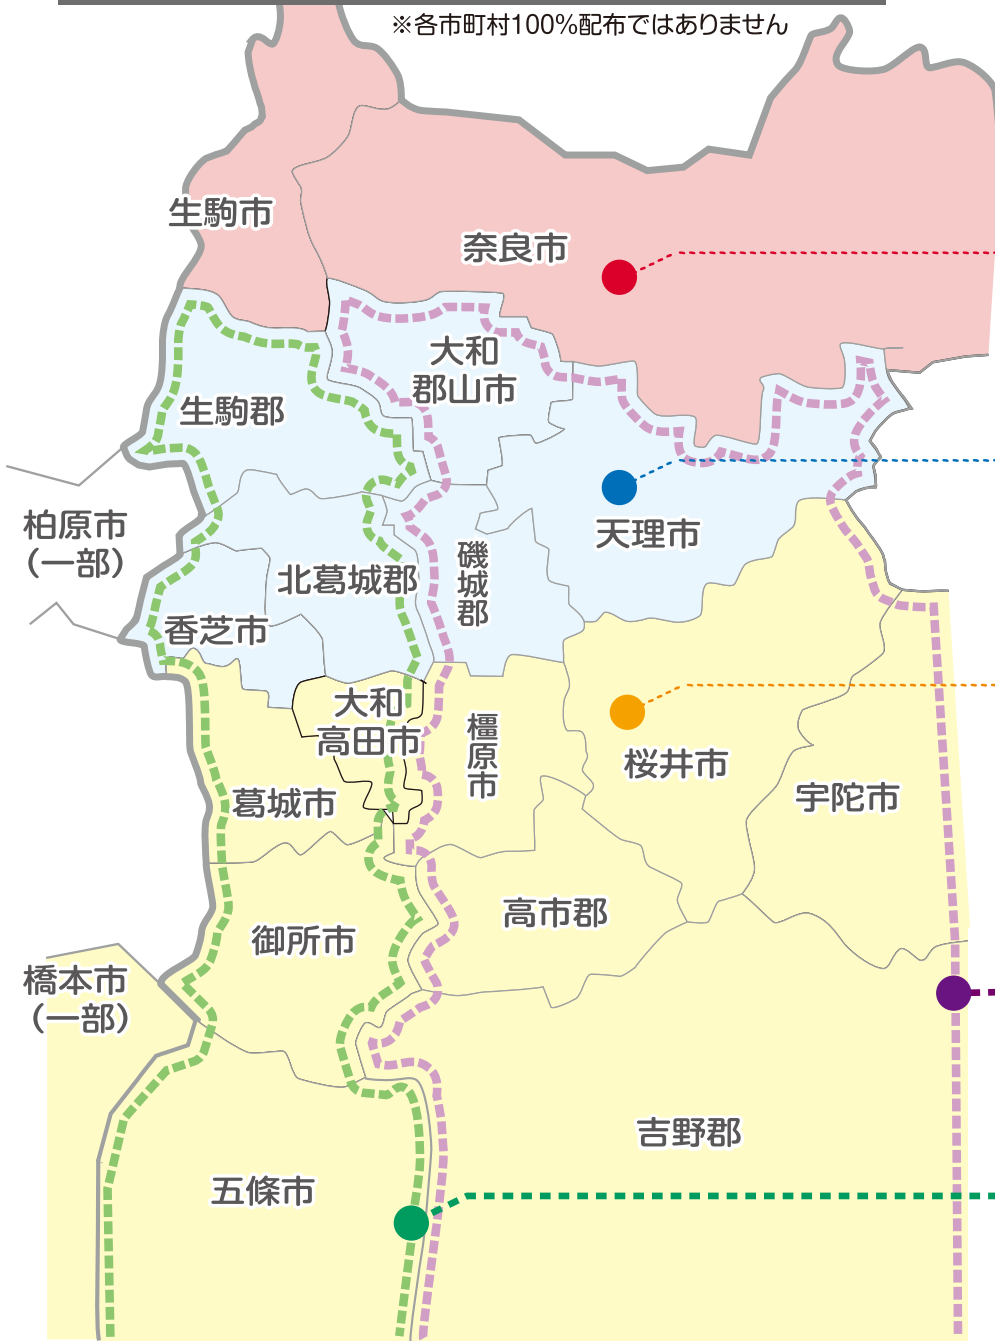 ※各市町村100%配布ではありません
生駒市
奈良市
大和
郡山市
生駒郡
柏原市
（一部）
天理市
磯城郡
北葛城郡
香芝市
大和
高田市
橿原市
桜井市
葛城市
宇陀市
高市郡
御所市
橋本市
（一部）
吉野郡
五條市